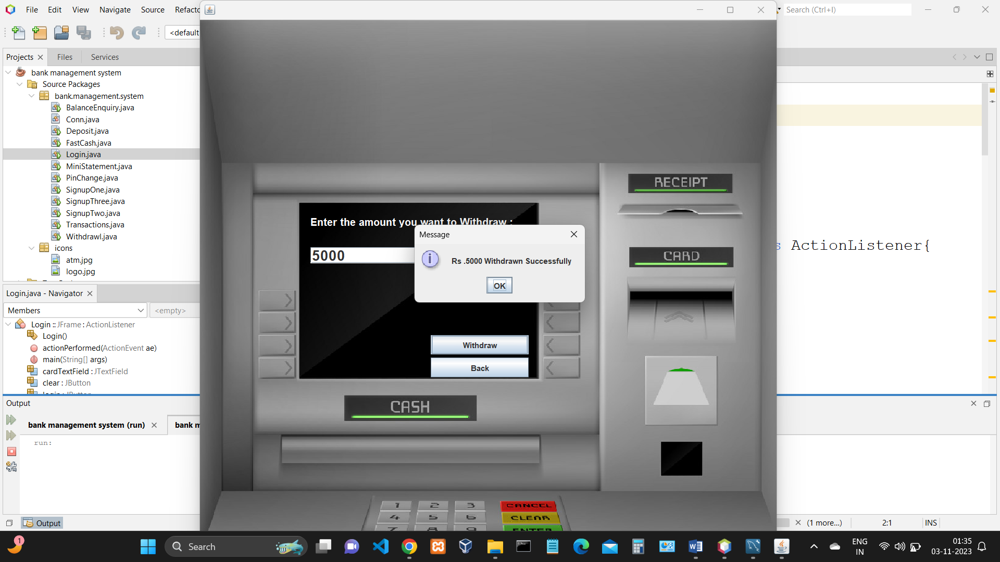 File Edit View Navigate Source Refacto
Search (Ctrl+I)
<default
Projects Files Services
bank management system
Source Packages
bank.management.system
BalanceEnquiry.java
Conn.java
Deposit.java
FastCash.java
Login.java
MiniStatement.java
PinChange.java
SignupOne.java
SignupThree.java
SignupTwo.java
Transactions.java
Withdrawl.java
icons
atm.jpg
logo.jpg
Login.java - Navigator
Members
<empty>
Login :: JFrame : ActionListener
Login()
actionPerformed(ActionEvent ae)
main(String[] args)
cardTextField : JTextField
clear : JButton
Output
bank management system (run)
bank m
run:
Output
Enter the amount you want to Withdraw :
5000
Message
Rs .5000 Withdrawn Successfully
OK
Withdraw
Back
CASH
RECEIPT
CARD
1 2 3
4 5 6
7 8 9
CANCEL
CLEAR
ENTER
s ActionListener{
(1 more...)
2:1
INS
1
Search
ENG
IN
01:35
03-11-2023